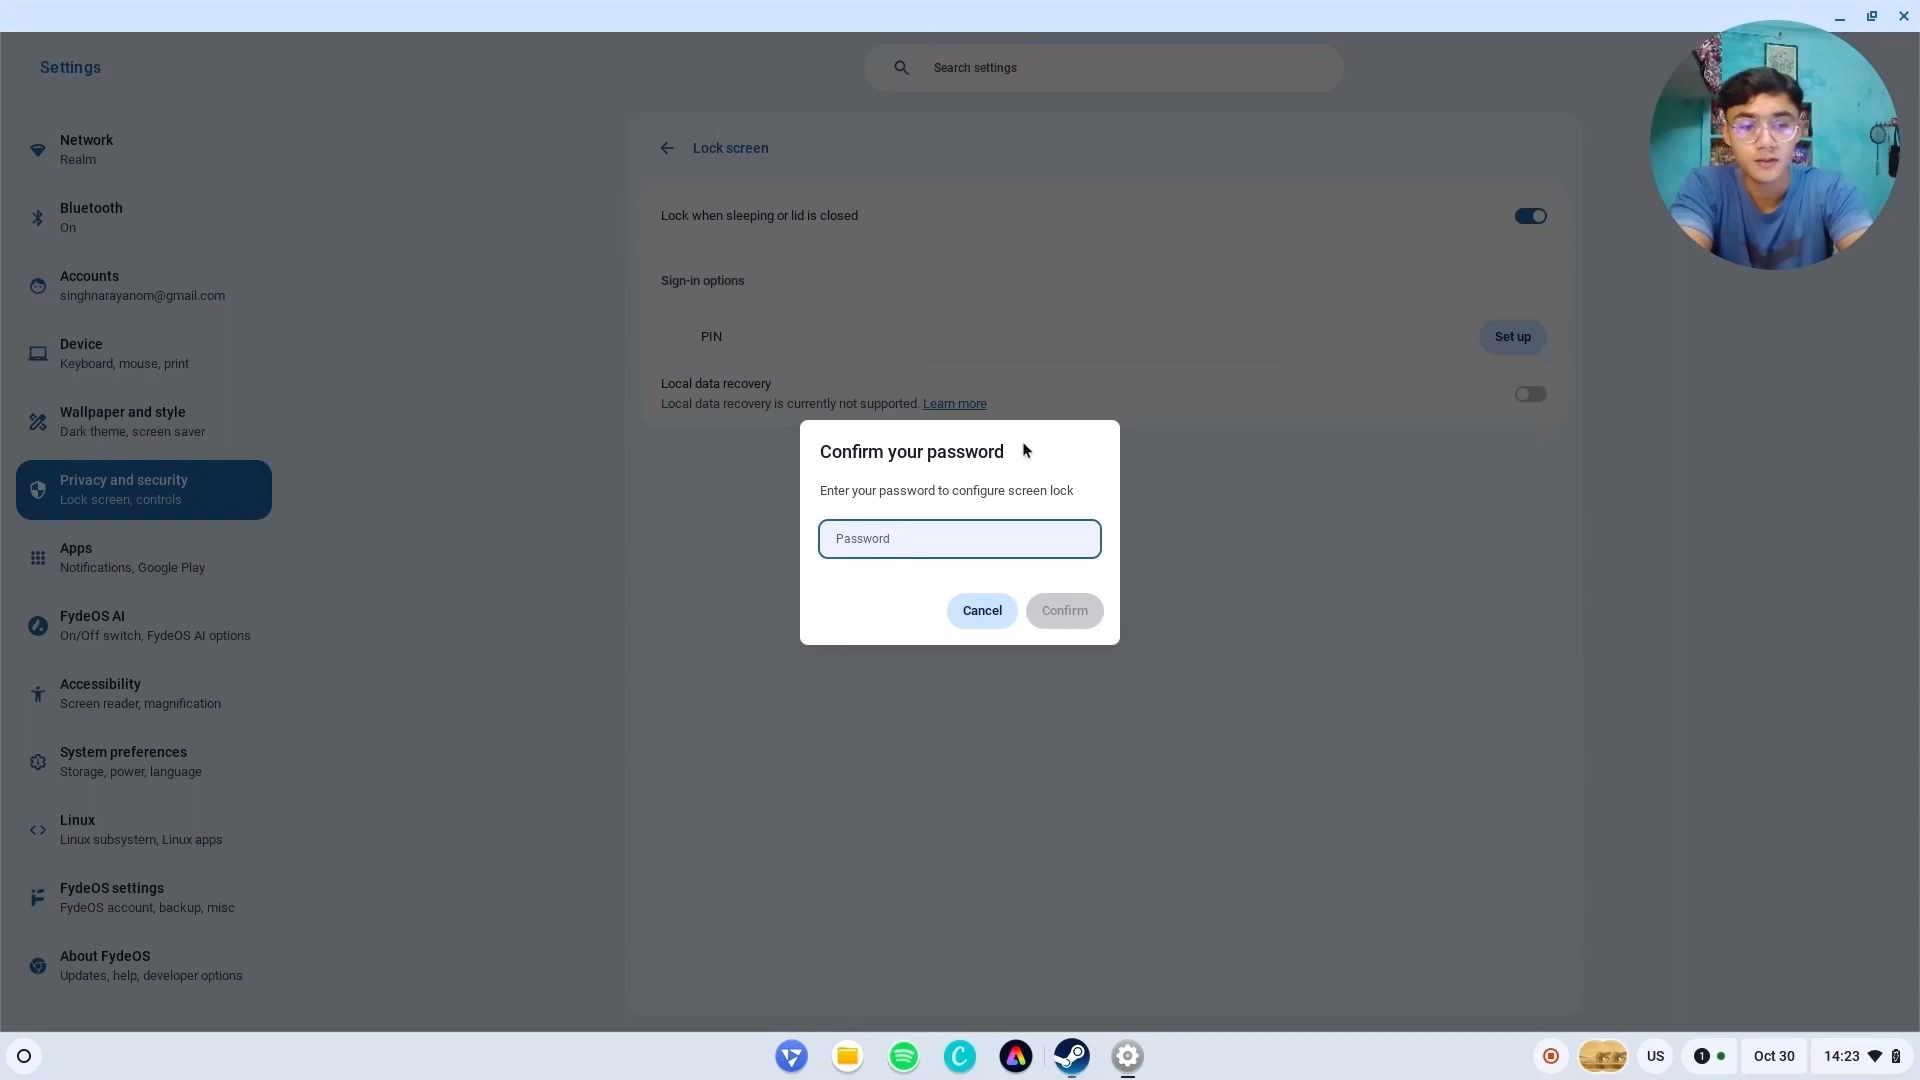 Settings
Search settings
Network
Realm
Bluetooth
On
Accounts
singhnarayanom@gmail.com
Device
Keyboard, mouse, print
Wallpaper and style
Dark theme, screen saver
Privacy and security
Lock screen, controls
Apps
Notifications, Google Play
FydeOS AI
On/Off switch, FydeOS AI options
Accessibility
Screen reader, magnification
System preferences
Storage, power, language
Linux
Linux subsystem, Linux apps
FydeOS settings
FydeOS account, backup, misc
About FydeOS
Updates, help, developer options
Lock screen
Lock when sleeping or lid is closed
Sign-in options
PIN
Set up
Local data recovery
Local data recovery is currently not supported. Learn more
Confirm your password
Enter your password to configure screen lock
Password
Cancel
Confirm
US
1
Oct 30
14:23